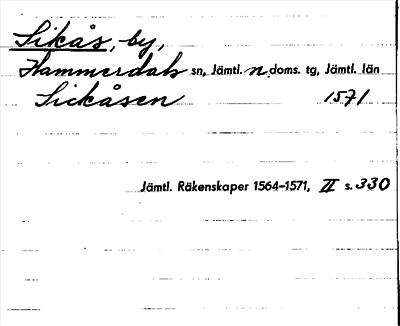 Sikås, by,
Hammerdals sn, Jämtl. n. doms. tg, Jämtl. län
Sickåsen 1571
Jämtl. Räkenskaper 1564–1571, II s. 330